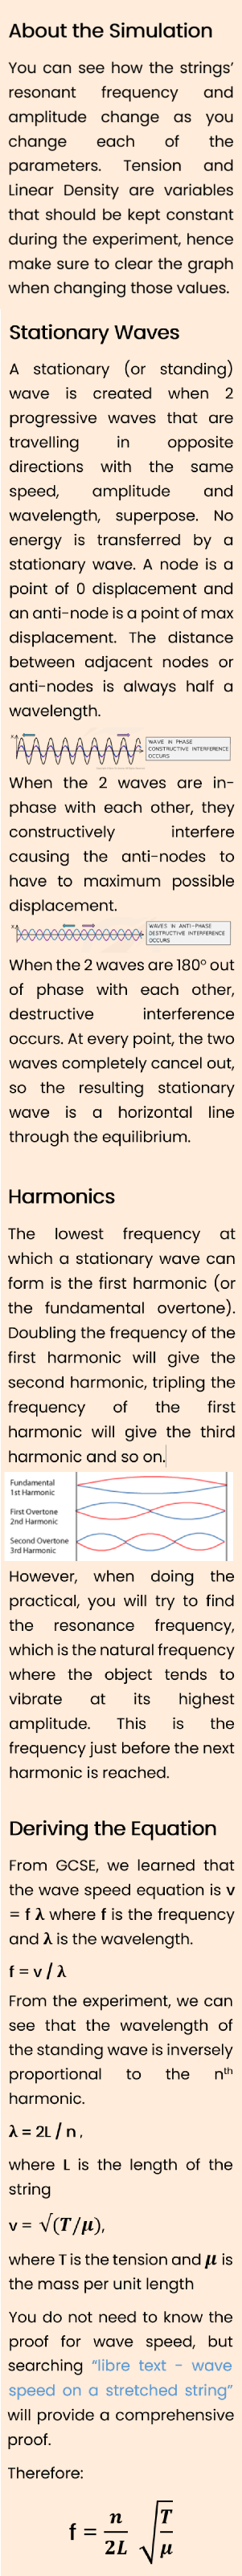 About the Simulation
You can see how the strings'
resonant frequency and
amplitude change as you
change each of the
parameters. Tension and
Linear Density are variables
that should be kept constant
during the experiment, hence
make sure to clear the graph
when changing those values.
Stationary Waves
A stationary (or standing)
wave is created when 2
progressive waves that are
travelling in opposite
directions with the same
speed, amplitude and
wavelength, superpose. No
energy is transferred by a
stationary wave. A node is a
point of 0 displacement and
an anti-node is a point of max
displacement. The distance
between adjacent nodes or
anti-nodes is always half a
wavelength.
WAVE IN PHASE
CONSTRUCTIVE INTERFERENCE
OCCURS
When the 2 waves are in-
phase with each other, they
constructively interfere
causing the anti-nodes to
have to maximum possible
displacement.
WAVES IN ANTI-PHASE
DESTRUCTIVE INTERFERENCE
OCCURS
When the 2 waves are 180° out
of phase with each other,
destructive interference
occurs. At every point, the two
waves completely cancel out,
so the resulting stationary
wave is a horizontal line
through the equilibrium.
Harmonics
The lowest frequency at
which a stationary wave can
form is the first harmonic (or
the fundamental overtone).
Doubling the frequency of the
first harmonic will give the
second harmonic, tripling the
frequency of the first
harmonic will give the third
harmonic and so on.
Fundamental
1st Harmonic
First Overtone
2nd Harmonic
Second Overtone
3rd Harmonic
However, when doing the
practical, you will try to find
the resonance frequency,
which is the natural frequency
where the object tends to
vibrate at its highest
amplitude. This is the
frequency just before the next
harmonic is reached.
Deriving the Equation
From GCSE, we learned that
the wave speed equation is v
= f λ where f is the frequency
and λ is the wavelength.
f = v / λ
From the experiment, we can
see that the wavelength of
the standing wave is inversely
proportional to the nᵗʰ
harmonic.
λ = 2L / n ,
where L is the length of the
string
v = √(T/μ),
where T is the tension and μ is
the mass per unit length
You do not need to know the
proof for wave speed, but
searching "libre text - wave
speed on a stretched string"
will provide a comprehensive
proof.
Therefore:
f = n/2L √T/μ